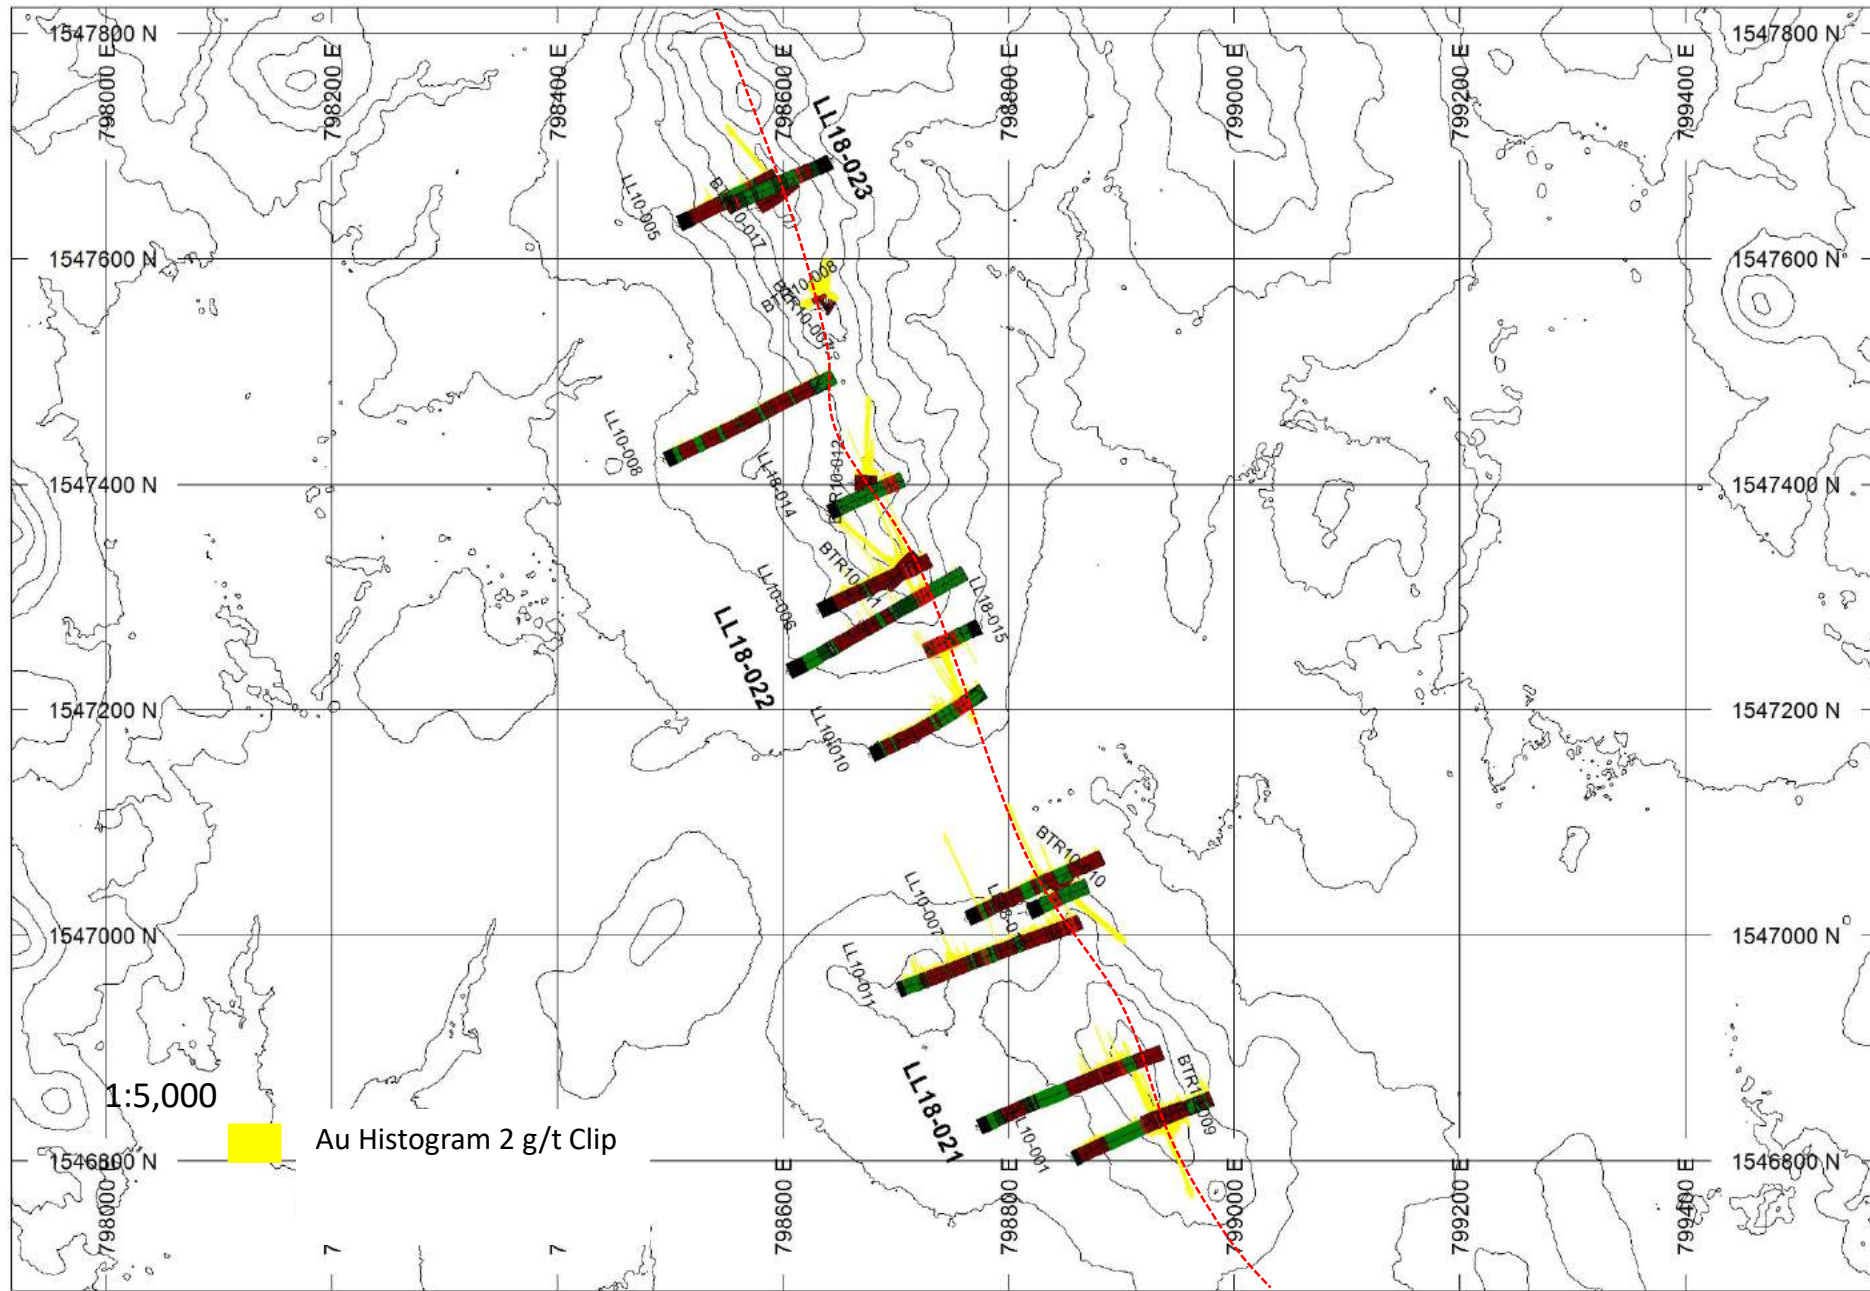 1547800 N
1547800 N
798000 E
798200 E
798400 E
798600 E
798800 E
799000 E
799200 E
799400 E
LL18-023
LL10-005
1547600 N
1547600 N
BTR10-008
LL10-008
1547400 N
1547400 N
LL18-014
BTR10-012
LL10-006
LL18-015
LL18-022
1547200 N
1547200 N
LL10-010
LL10-007
1547000 N
1547000 N
LL10-011
1:5,000
LL18-021
Au Histogram 2 g/t Clip
1546800 N
1546800 N
798000 E
798600 E
798800 E
799000 E
799200 E
799400 E